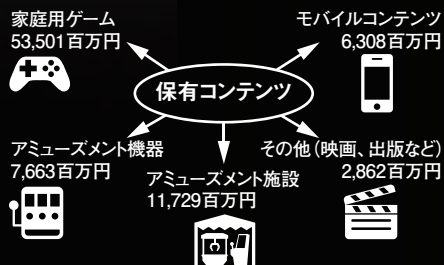 家庭用ゲーム
53,501百万円
モバイルコンテンツ
6,308百万円
保有コンテンツ
アミューズメント機器
7,663百万円
アミューズメント施設
11,729百万円
その他(映画、出版など)
2,862百万円